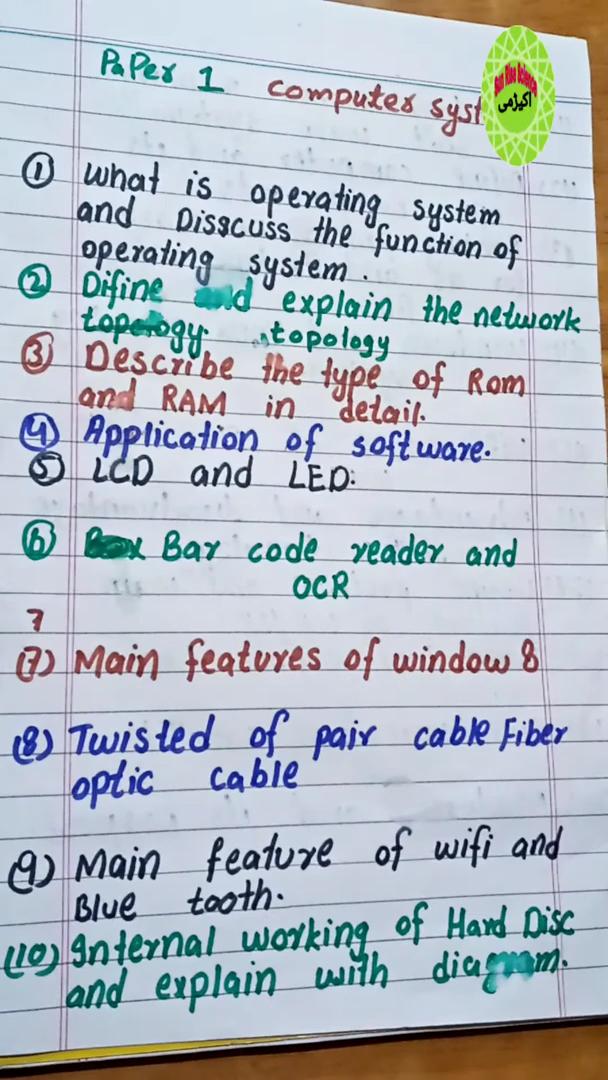 PaPer 1 computer syst
Sun Rise Science
اکیڈمی
① what is operating system
and Disscuss the function of
operating system .
② Difine and explain the network
topology. topology
③ Describe the type of Rom
and RAM in detail.
④ Application of software.
⑤ LCD and LED.
⑥ Bar code reader and
OCR
7
(7) Main features of window 8
(8) Twisted of pair cable Fiber
optic cable
(9) Main feature of wifi and
Blue tooth.
(10) Internal working of Hard Disc
and explain with diagram.